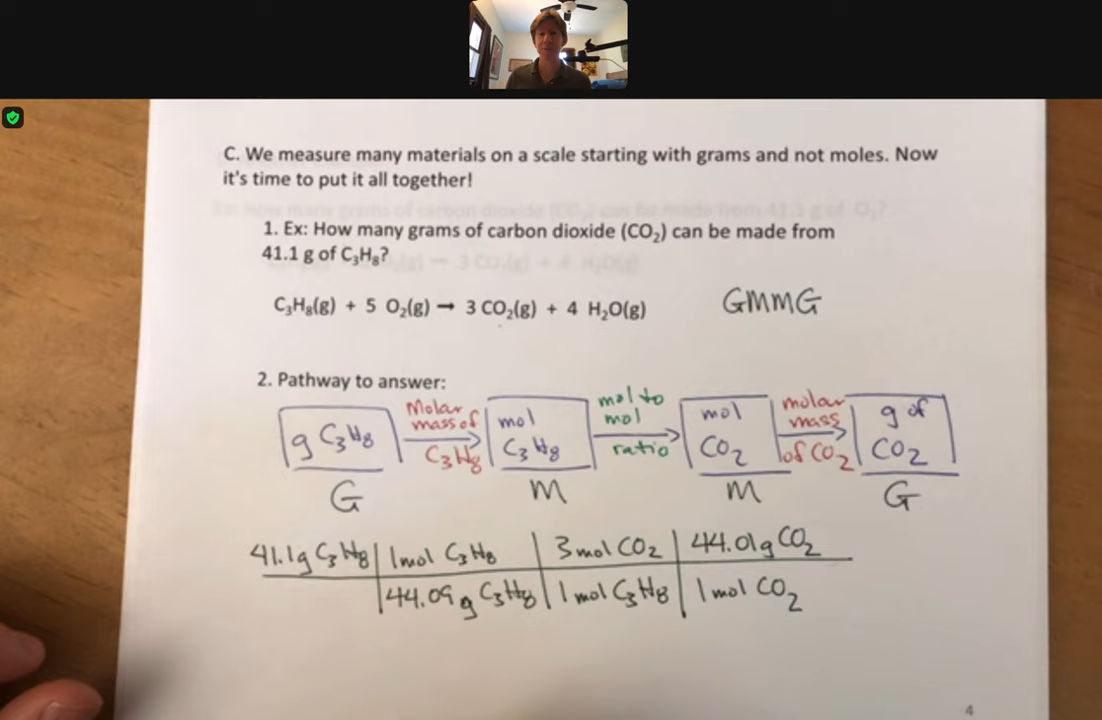 C. We measure many materials on a scale starting with grams and not moles. Now
it's time to put it all together!
1. Ex: How many grams of carbon dioxide (CO₂) can be made from
41.1 g of C₃H₈?
C₃H₈(g) + 5 O₂(g) → 3 CO₂(g) + 4 H₂O(g)
GMMG
2. Pathway to answer:
g C₃H₈
Molar
mass of
C₃H₈
mol
C₃H₈
mol to
mol
ratio
mol
CO₂
molar
mass
of CO₂
g of
CO₂
G
M
M
G
41.1g C₃H₈ | 1mol C₃H₈ | 3mol CO₂ | 44.01g CO₂
44.09 g C₃H₈ | 1mol C₃H₈ | 1mol CO₂
4